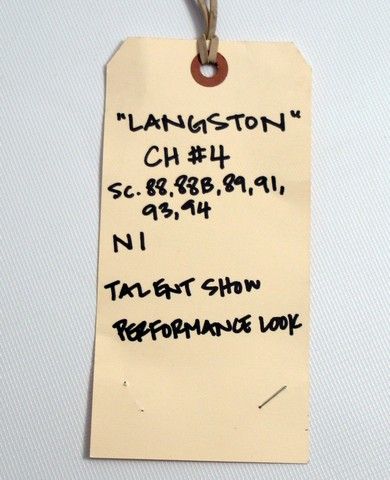 "LANGSTON"
CH #4
SC. 88, 88B, 89, 91,
93, 94
N1
TALENT SHOW
PERFORMANCE LOOK